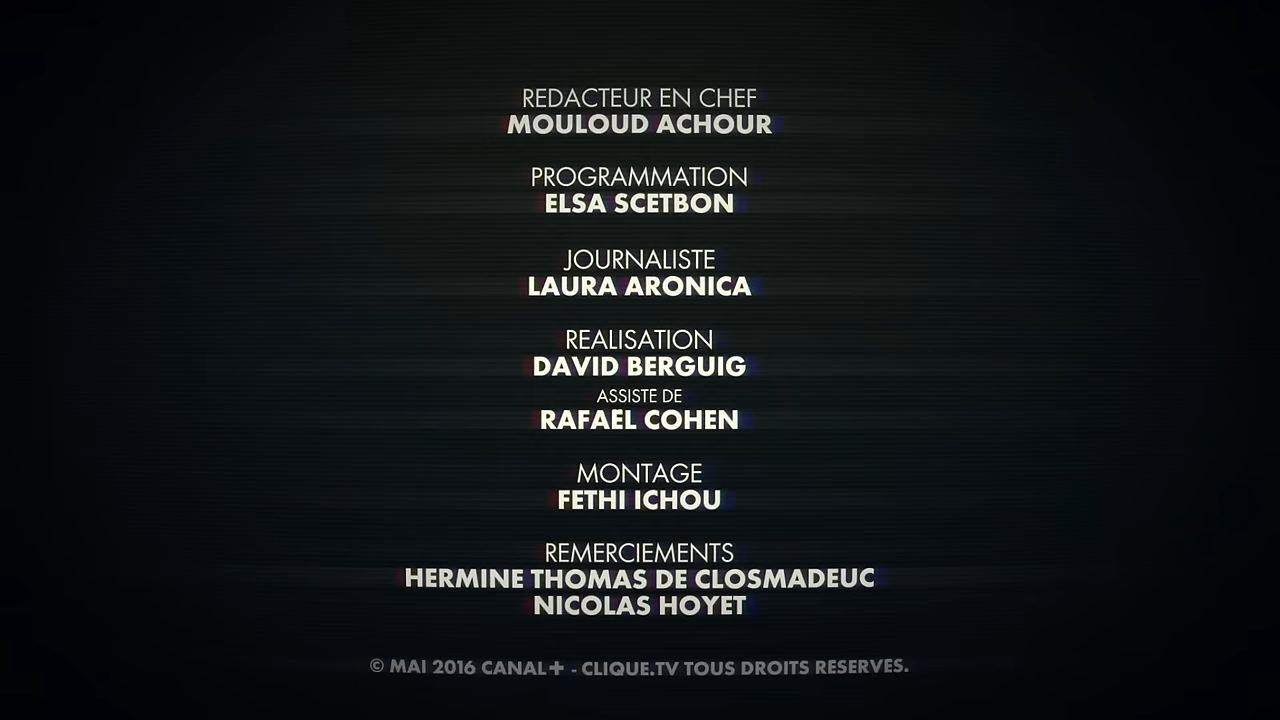 REDACTEUR EN CHEF
MOULOUD ACHOUR
PROGRAMMATION
ELSA SCETBON
JOURNALISTE
LAURA ARONICA
REALISATION
DAVID BERGUIG
ASSISTE DE
RAFAËL COHEN
MONTAGE
FETHI ICHOU
REMERCIEMENTS
HERMINE THOMAS DE CLOSMADEUC
NICOLAS HOYET
© MAI 2016 CANAL+ - CLIQUE.TV TOUS DROITS RESERVES.